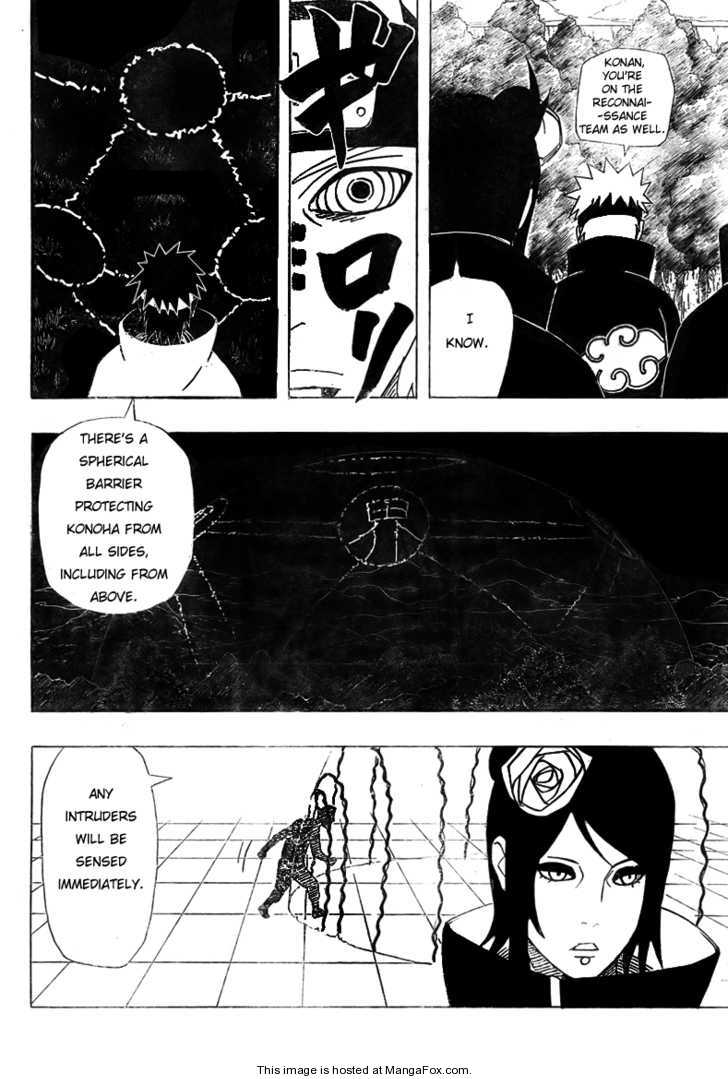 KONAN,
YOU'RE
ON THE
RECONNAI-
-SSANCE
TEAM AS WELL.
I
KNOW.
ギロリ
THERE'S A
SPHERICAL
BARRIER
PROTECTING
KONOHA FROM
ALL SIDES,
INCLUDING FROM
ABOVE.
界
ANY
INTRUDERS
WILL BE
SENSED
IMMEDIATELY.
This image is hosted at MangaFox.com.